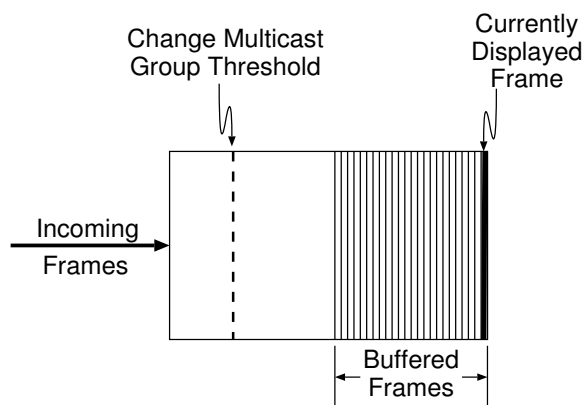 Change Multicast
Group Threshold
Currently
Displayed
Frame
Incoming
Frames
Buffered
Frames